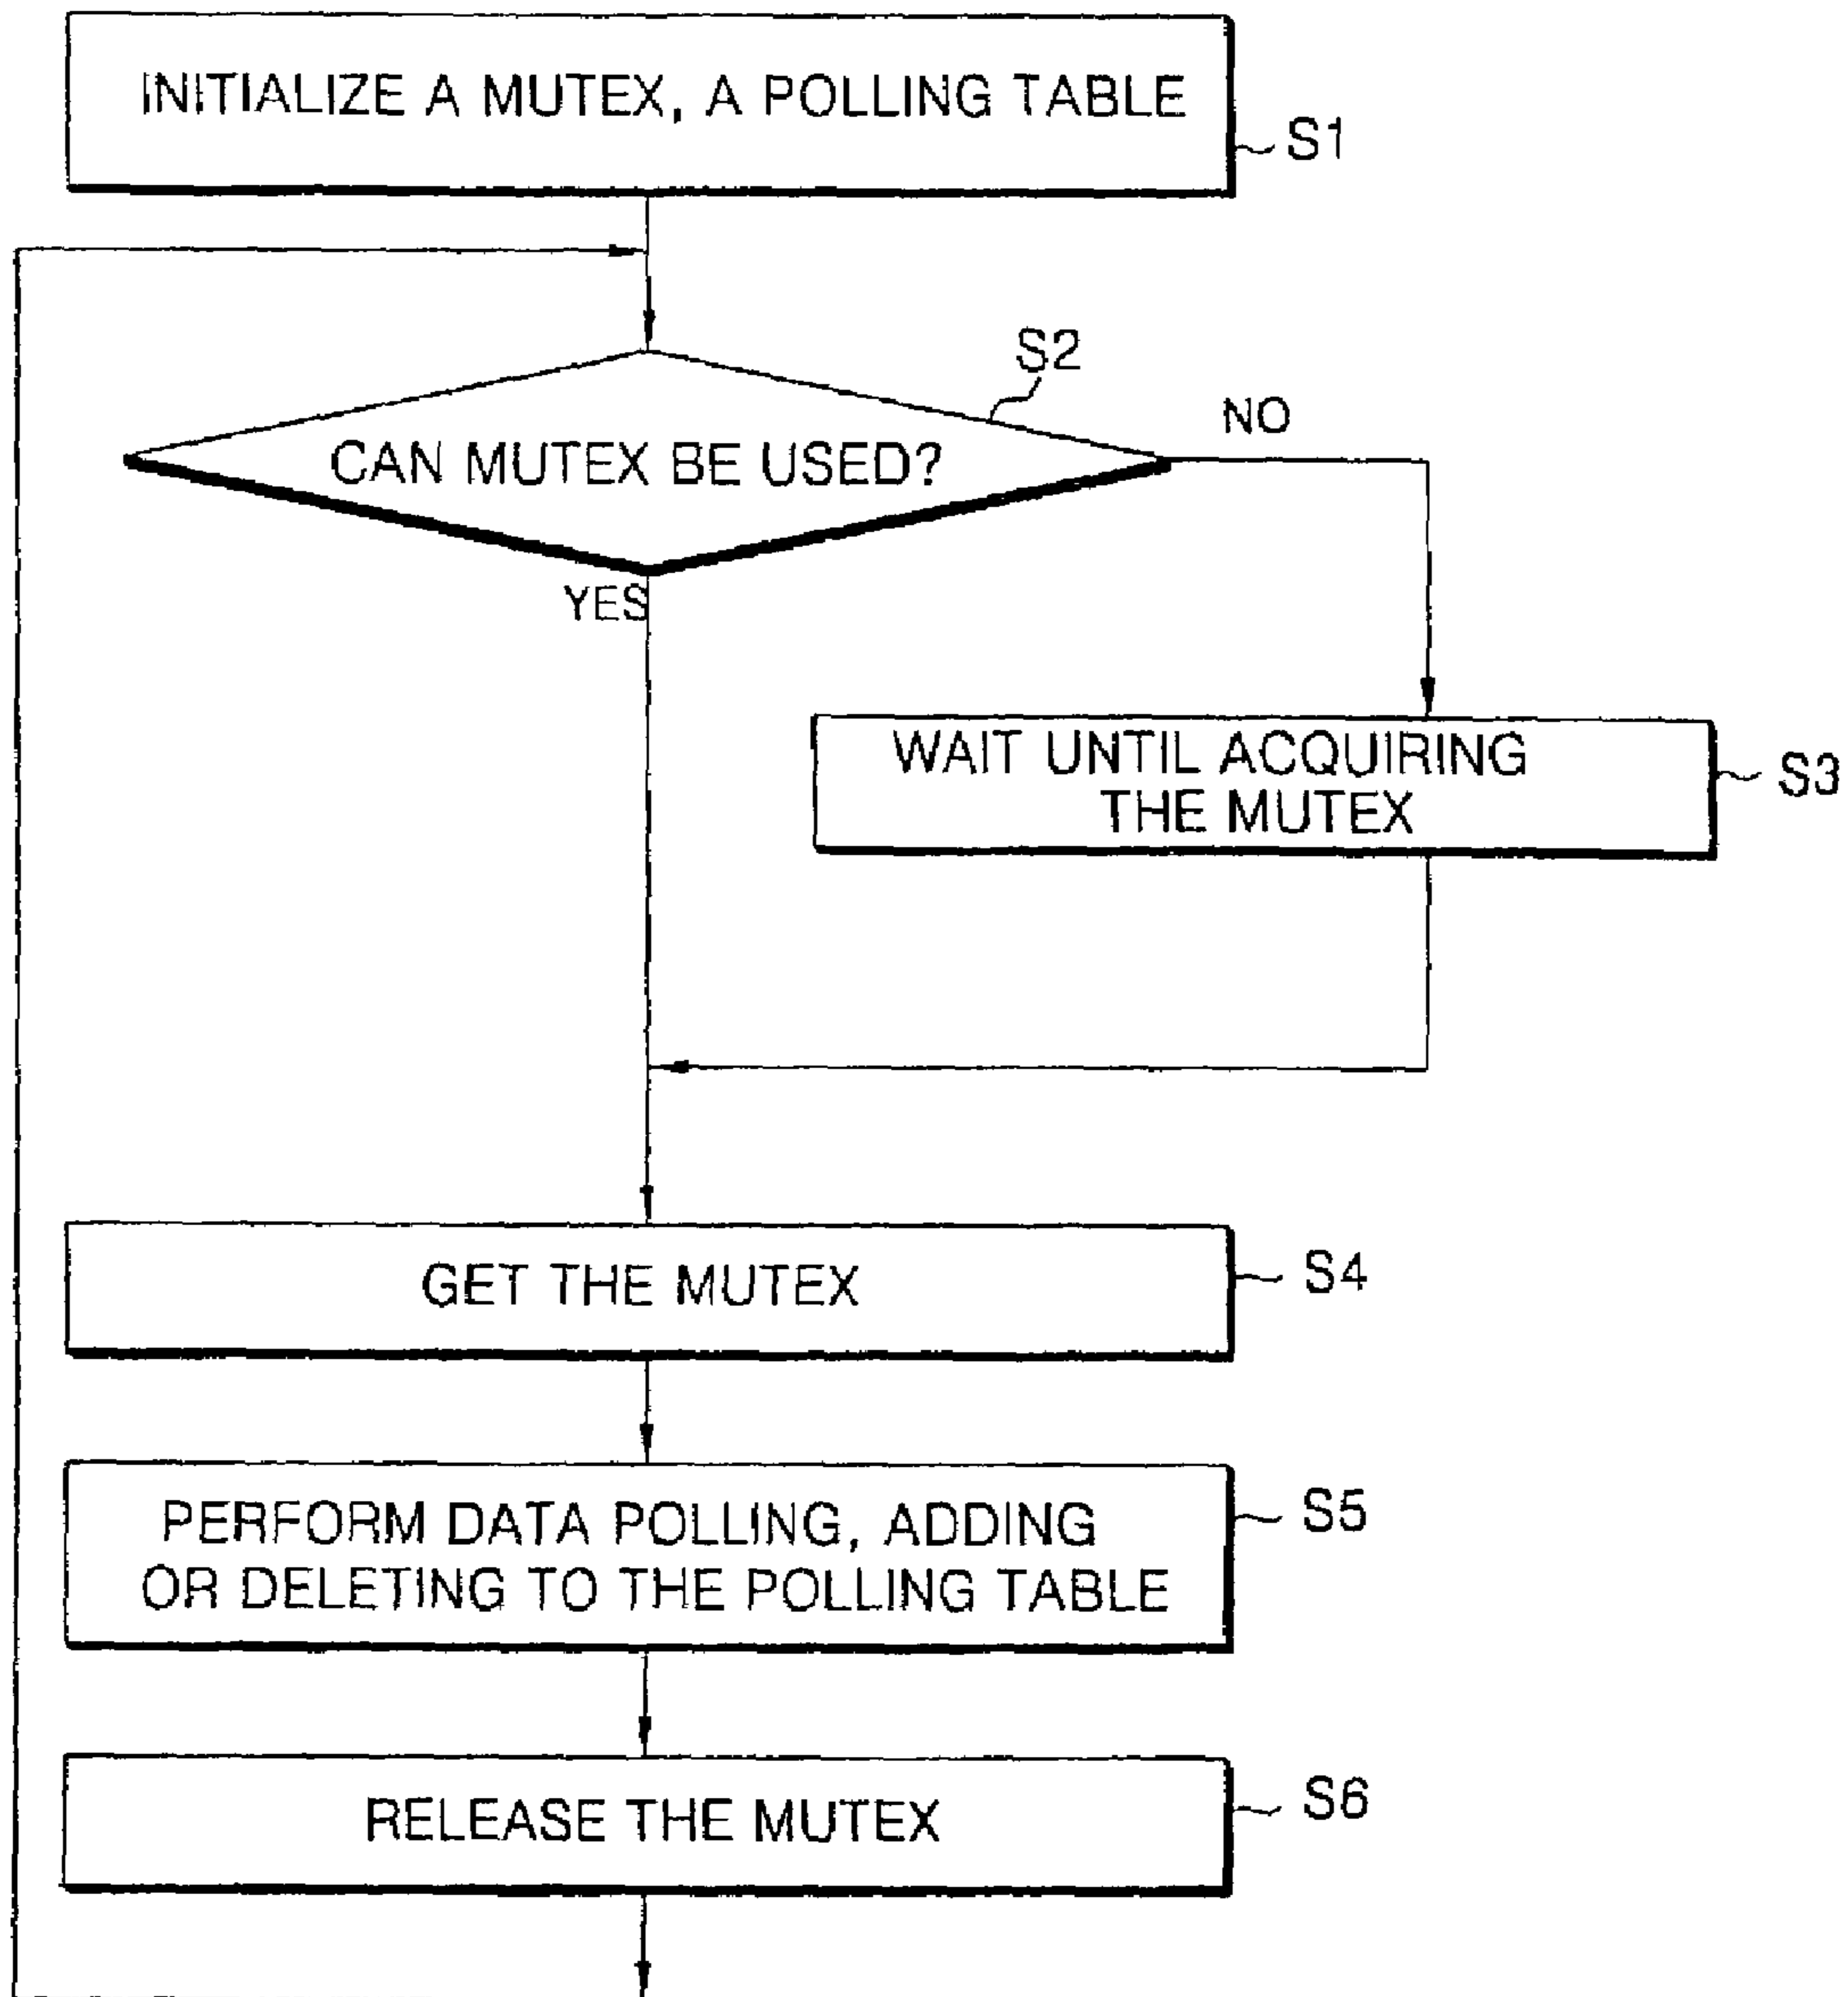 INITIALIZE A MUTEX, A POLLING TABLE
S1
S2
NO
CAN MUTEX BE USED?
YES
WAIT UNTIL ACQUIRING
THE MUTEX
S3
GET THE MUTEX
S4
PERFORM DATA POLLING, ADDING
OR DELETING TO THE POLLING TABLE
S5
RELEASE THE MUTEX
S6